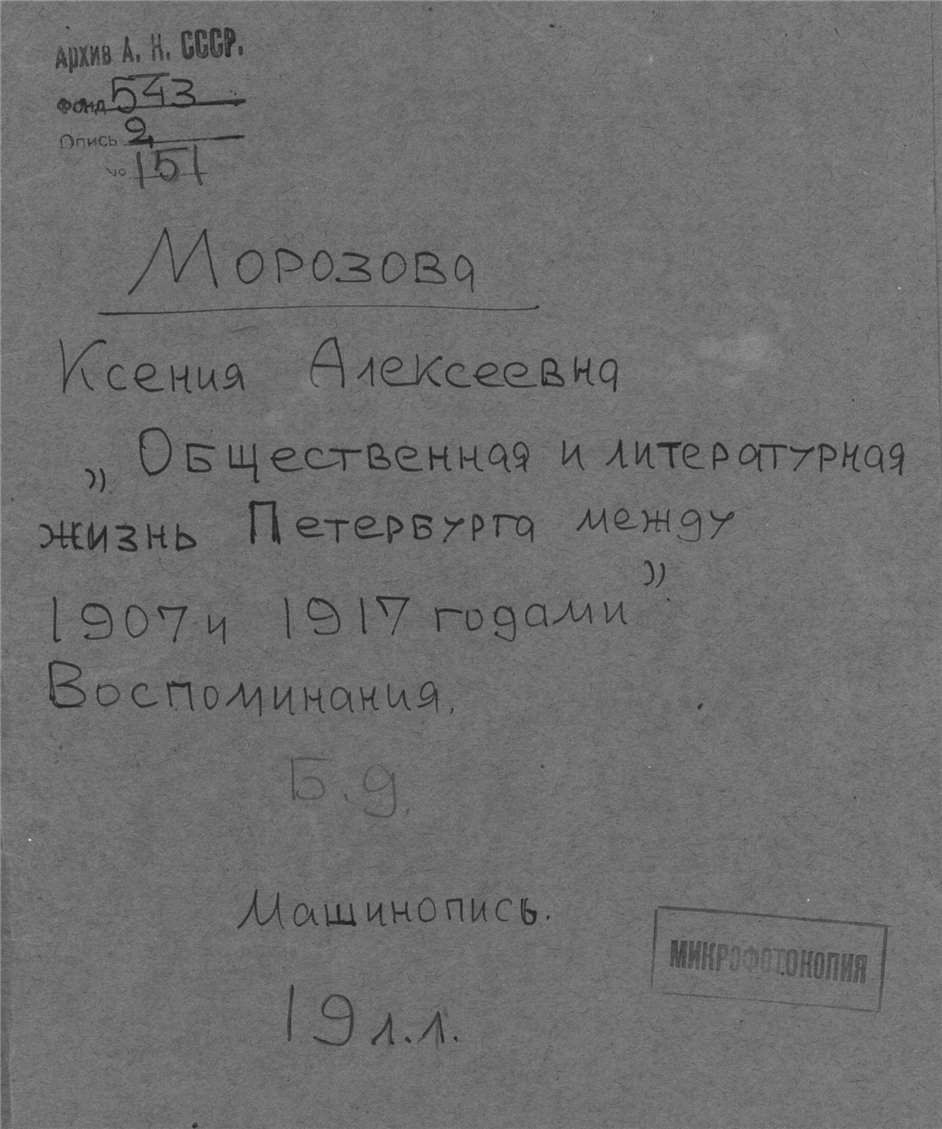 Архив А. Н. СССР.
Фонд 543
Опись 2
№ 151
Морозова
Ксения Алексеевна
„Общественная и литературная
жизнь Петербурга между
1907 и 1917 годами”
Воспоминания.
Б. д.
Машинопись.
МИКРОФОТОКОПИЯ
19 л.л.